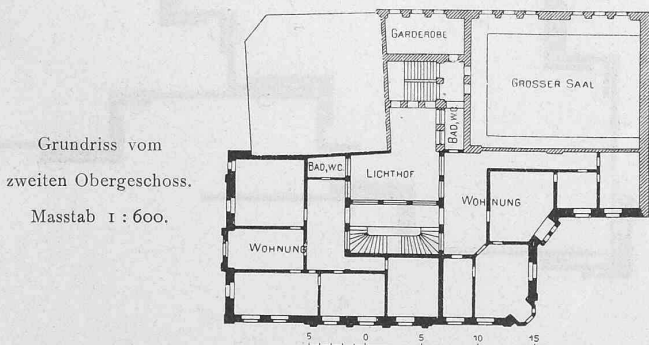 GARDEROBE
GROSSER SAAL
BAD, WC
Grundriss vom
zweiten Obergeschoss.
Masstab 1 : 600.
BAD, WC
LICHTHOF
WOHNUNG
WOHNUNG
5 0 5 10 15